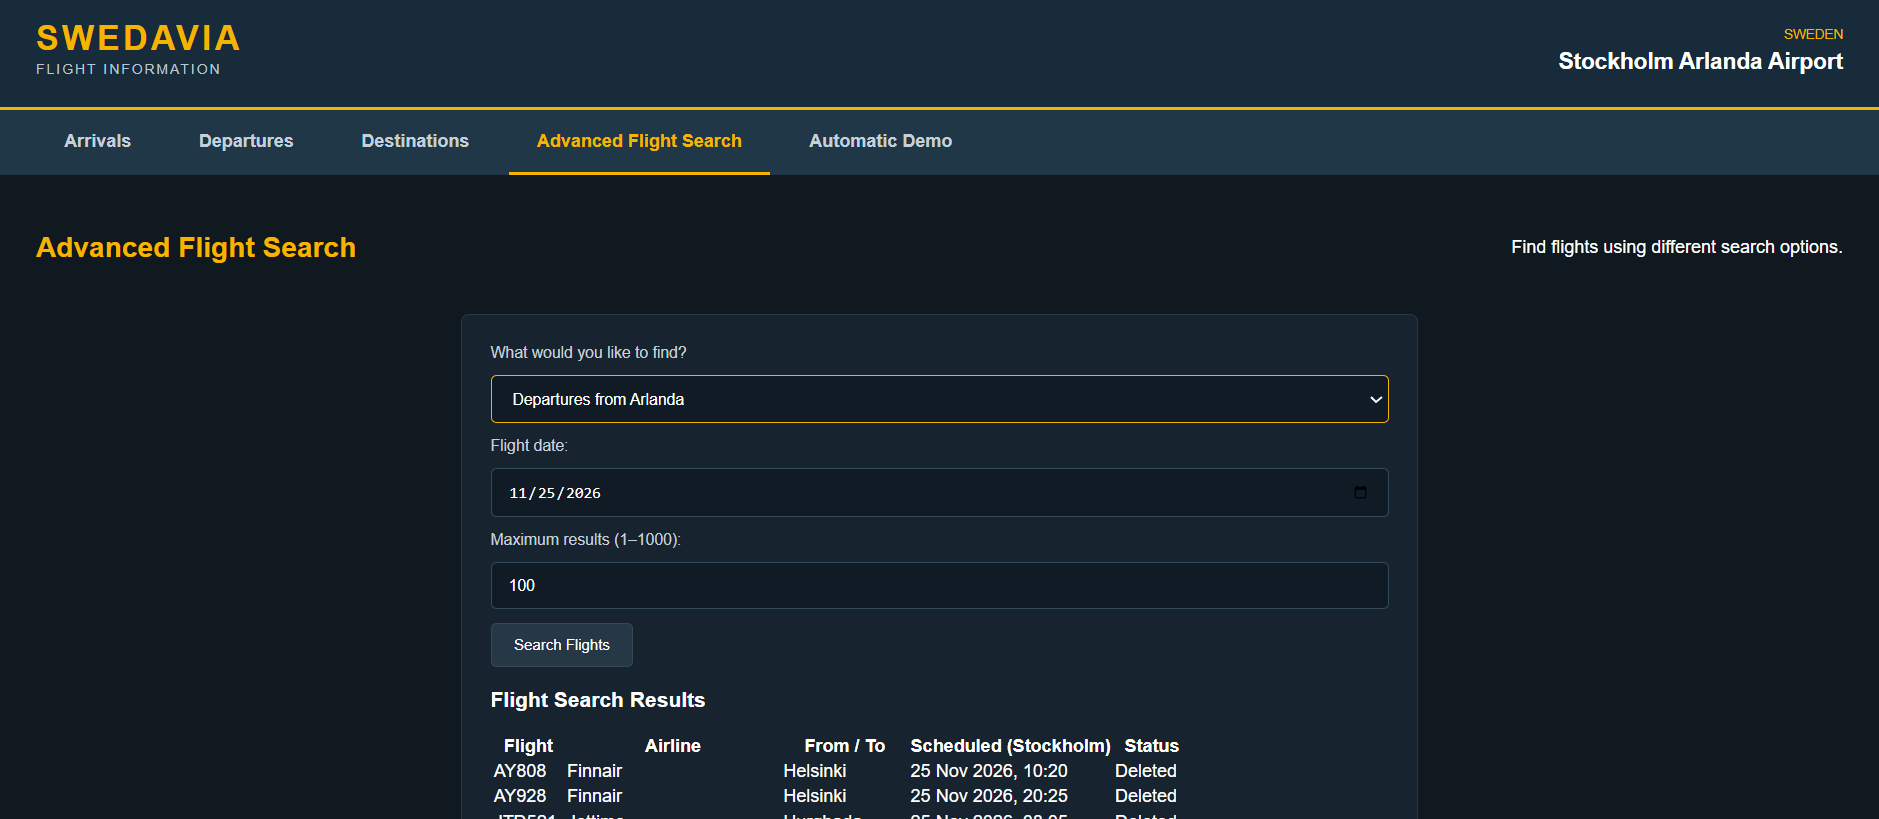 SWEDAVIA
FLIGHT INFORMATION
SWEDEN
Stockholm Arlanda Airport
Arrivals Departures Destinations Advanced Flight Search Automatic Demo
Advanced Flight Search
Find flights using different search options.
What would you like to find?
Departures from Arlanda
Flight date:
11/25/2026
Maximum results (1–1000):
100
Search Flights
Flight Search Results
Flight Airline From / To Scheduled (Stockholm) Status
AY808 Finnair Helsinki 25 Nov 2026, 10:20 Deleted
AY928 Finnair Helsinki 25 Nov 2026, 20:25 Deleted